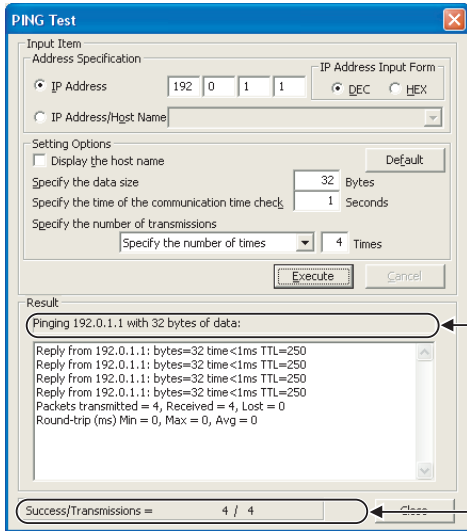 PING Test
Input Item
Address Specification
IP Address Input Form
IP Address 192 0 1 1 DEC HEX
IP Address/Host Name
Setting Options
Display the host name Default
Specify the data size 32 Bytes
Specify the time of the communication time check 1 Seconds
Specify the number of transmissions
Specify the number of times 4 Times
Execute Cancel
Result
Pinging 192.0.1.1 with 32 bytes of data:
Reply from 192.0.1.1: bytes=32 time<1ms TTL=250
Reply from 192.0.1.1: bytes=32 time<1ms TTL=250
Reply from 192.0.1.1: bytes=32 time<1ms TTL=250
Reply from 192.0.1.1: bytes=32 time<1ms TTL=250
Packets transmitted = 4, Received = 4, Lost = 0
Round-trip (ms) Min = 0, Max = 0, Avg = 0
Success/Transmissions = 4 / 4 Close